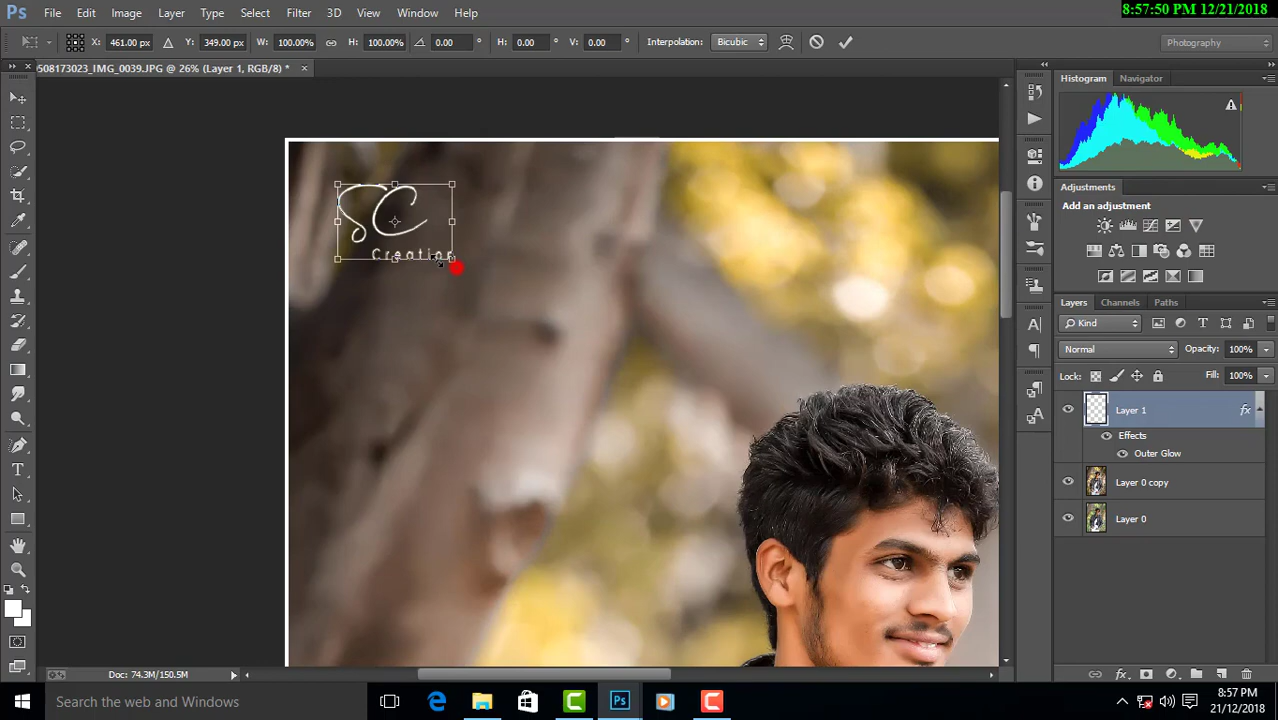 8:57:50 PM 12/21/2018
Ps File Edit Image Layer Type Select Filter 3D View Window Help
X: 461.00 px Y: 349.00 px W: 100.00% H: 100.00% 0.00 ° H: 0.00 ° V: 0.00 ° Interpolation: Bicubic Photography
508173023_IMG_0039.JPG @ 26% (Layer 1, RGB/8) * ×
Histogram Navigator
SC
Creation
Adjustments
Add an adjustment
Layers Channels Paths
Kind
Normal Opacity: 100%
Lock: Fill: 100%
Layer 1 fx
Effects
Outer Glow
Layer 0 copy
Layer 0
Doc: 74.3M/150.5M
Search the web and Windows
8:57 PM
21/12/2018